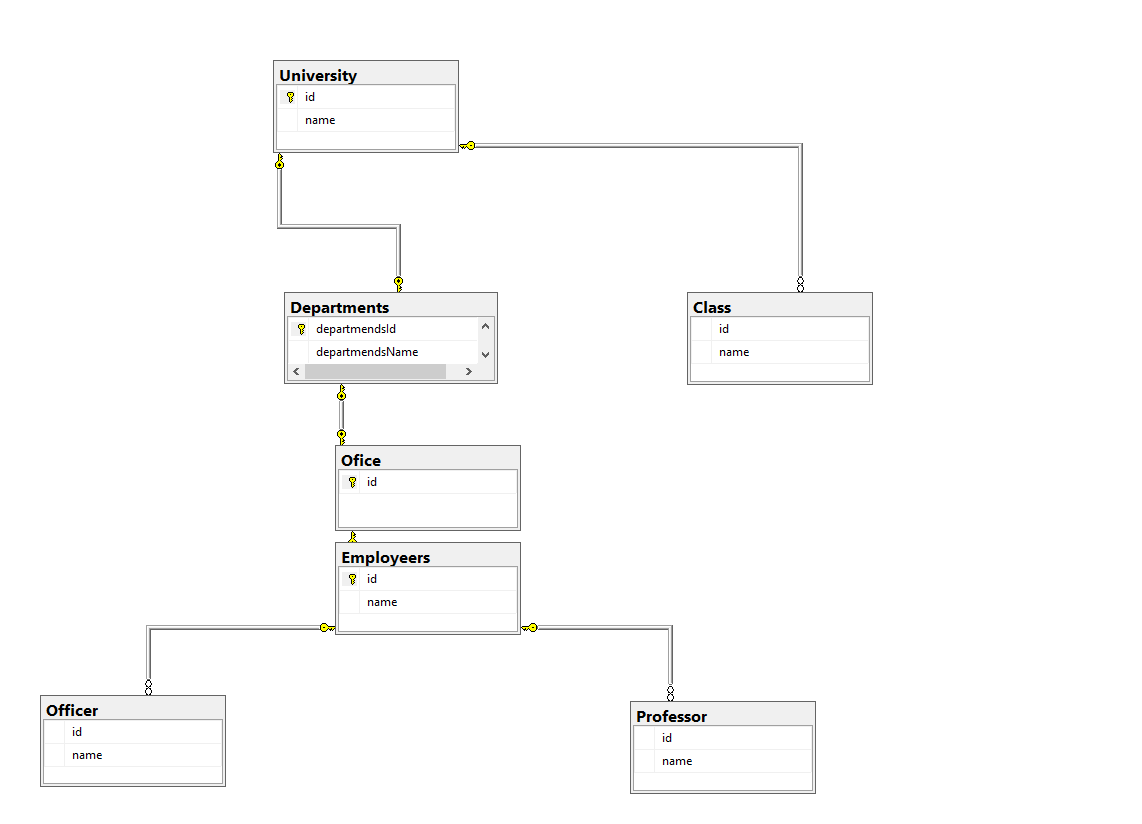 University
id
name
Departments
departmendsId
departmendsName
Class
id
name
Ofice
id
Employeers
id
name
Officer
id
name
Professor
id
name